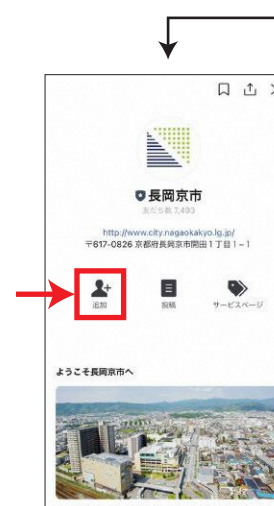 長岡京市
友だち数 7,493
http://www.city.nagaokakyo.lg.jp/
〒617-0826 京都府長岡京市開田1丁目1-1
追加
投稿
サービスページ
ようこそ長岡京市へ